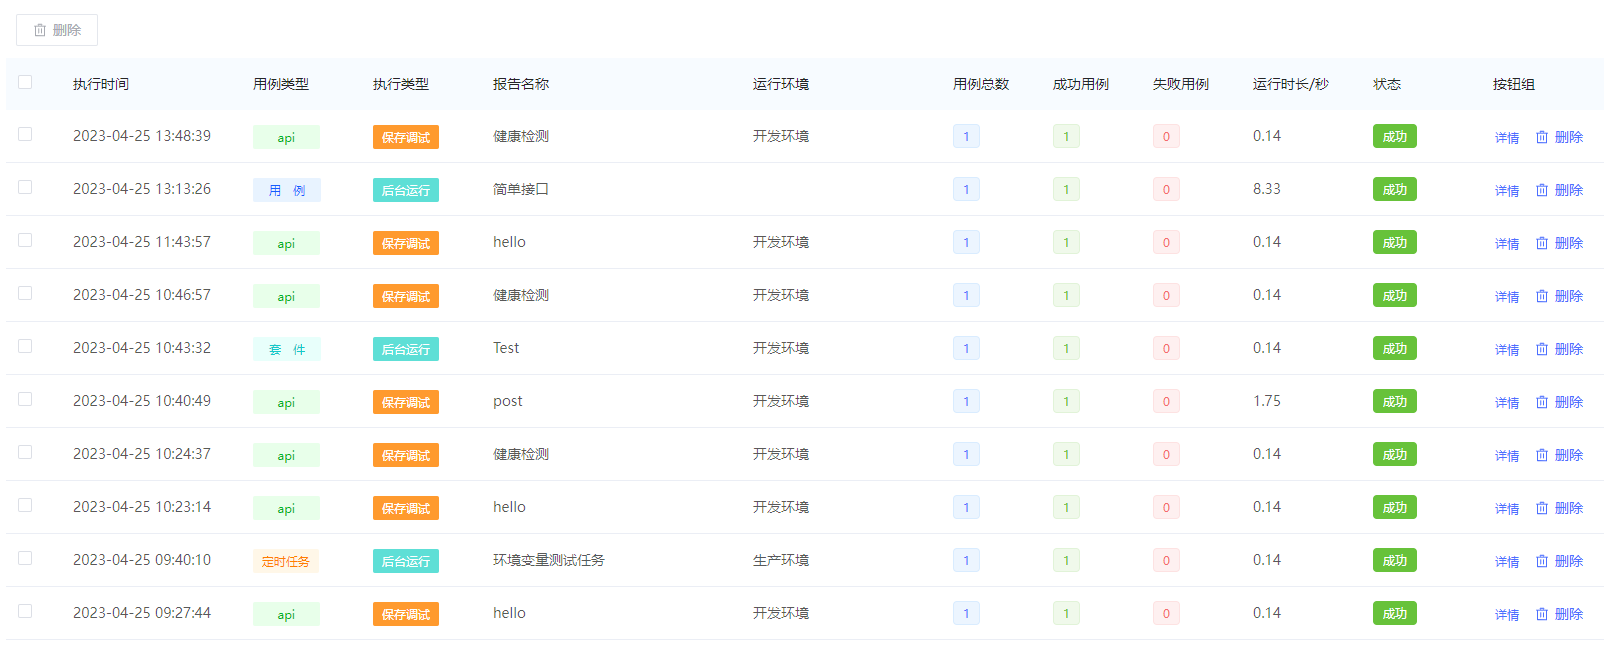 删除
执行时间 用例类型 执行类型 报告名称 运行环境 用例总数 成功用例 失败用例 运行时长/秒 状态 按钮组
2023-04-25 13:48:39 api 保存调试 健康检测 开发环境 1 1 0 0.14 成功 详情 删除
2023-04-25 13:13:26 用 例 后台运行 简单接口 1 1 0 8.33 成功 详情 删除
2023-04-25 11:43:57 api 保存调试 hello 开发环境 1 1 0 0.14 成功 详情 删除
2023-04-25 10:46:57 api 保存调试 健康检测 开发环境 1 1 0 0.14 成功 详情 删除
2023-04-25 10:43:32 套 件 后台运行 Test 开发环境 1 1 0 0.14 成功 详情 删除
2023-04-25 10:40:49 api 保存调试 post 开发环境 1 1 0 1.75 成功 详情 删除
2023-04-25 10:24:37 api 保存调试 健康检测 开发环境 1 1 0 0.14 成功 详情 删除
2023-04-25 10:23:14 api 保存调试 hello 开发环境 1 1 0 0.14 成功 详情 删除
2023-04-25 09:40:10 定时任务 后台运行 环境变量测试任务 生产环境 1 1 0 0.14 成功 详情 删除
2023-04-25 09:27:44 api 保存调试 hello 开发环境 1 1 0 0.14 成功 详情 删除